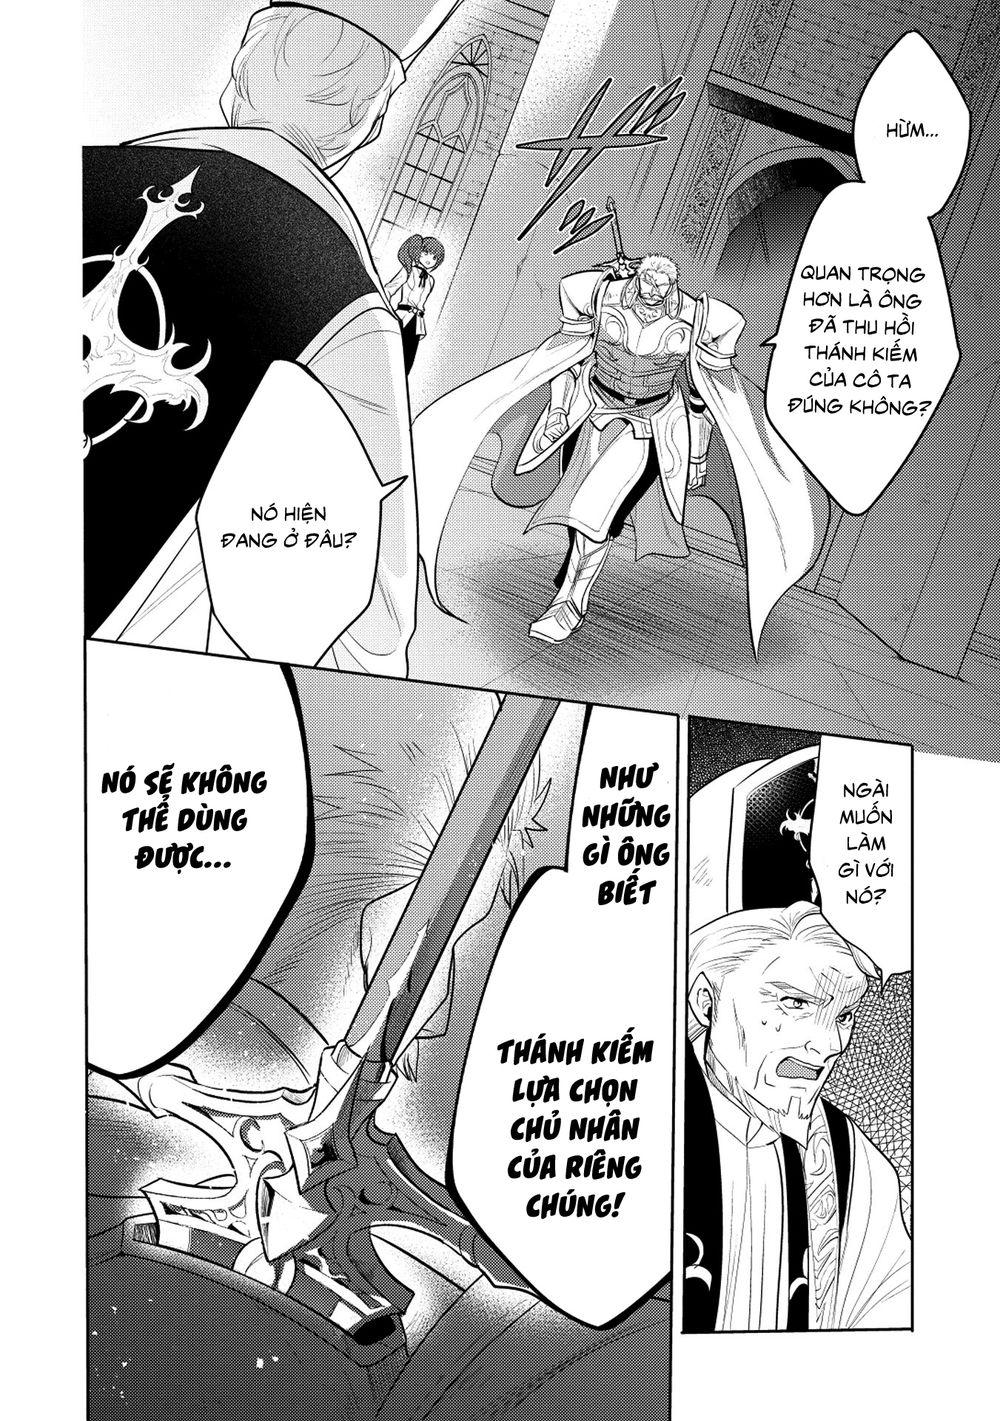 HỪM...
QUAN TRỌNG
HƠN LÀ ÔNG
ĐÃ THU HỒI
THÁNH KIẾM
CỦA CÔ TA
ĐÚNG KHÔNG?
NÓ HIỆN
ĐANG Ở ĐÂU?
NGÀI
MUỐN
LÀM
GÌ VỚI
NÓ?
NHƯ
NHỮNG
GÌ ÔNG
BIẾT
THÁNH KIẾM
LỰA CHỌN
CHỦ NHÂN
CỦA RIÊNG
CHÚNG!
NÓ SẼ KHÔNG
THỂ DÙNG
ĐƯỢC...